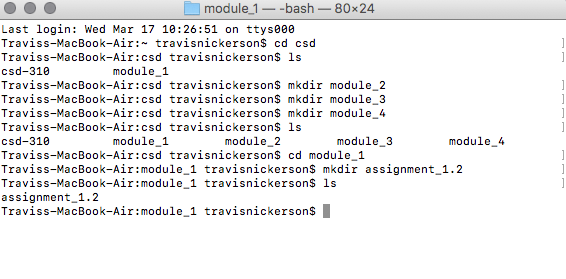 module_1 — -bash — 80×24
Last login: Wed Mar 17 10:26:51 on ttys000
Traviss-MacBook-Air:~ travisnickerson$ cd csd
Traviss-MacBook-Air:csd travisnickerson$ ls
csd-310         module_1
Traviss-MacBook-Air:csd travisnickerson$ mkdir module_2
Traviss-MacBook-Air:csd travisnickerson$ mkdir module_3
Traviss-MacBook-Air:csd travisnickerson$ mkdir module_4
Traviss-MacBook-Air:csd travisnickerson$ ls
csd-310         module_1        module_2        module_3        module_4
Traviss-MacBook-Air:csd travisnickerson$ cd module_1
Traviss-MacBook-Air:module_1 travisnickerson$ mkdir assignment_1.2
Traviss-MacBook-Air:module_1 travisnickerson$ ls
assignment_1.2
Traviss-MacBook-Air:module_1 travisnickerson$